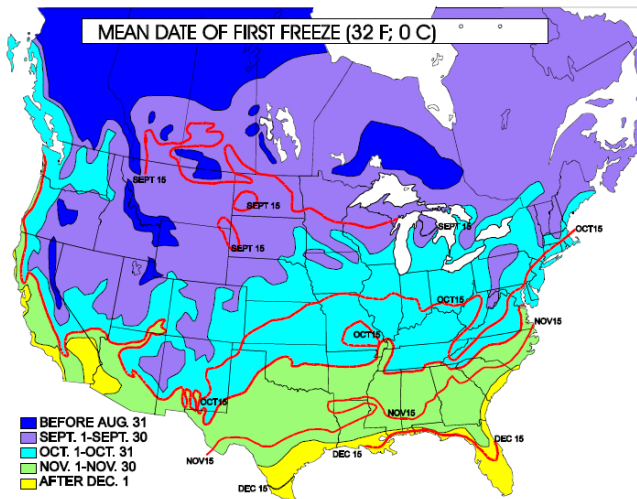 MEAN DATE OF FIRST FREEZE (32 F; 0 C)
SEPT 15
SEPT 15
SEPT 15
SEPT 15
OCT15
OCT15
NOV15
OCT15
OCT15
NOV15
NOV15
DEC 15
DEC 15
DEC 15
BEFORE AUG. 31
SEPT. 1-SEPT. 30
OCT. 1-OCT. 31
NOV. 1-NOV. 30
AFTER DEC. 1